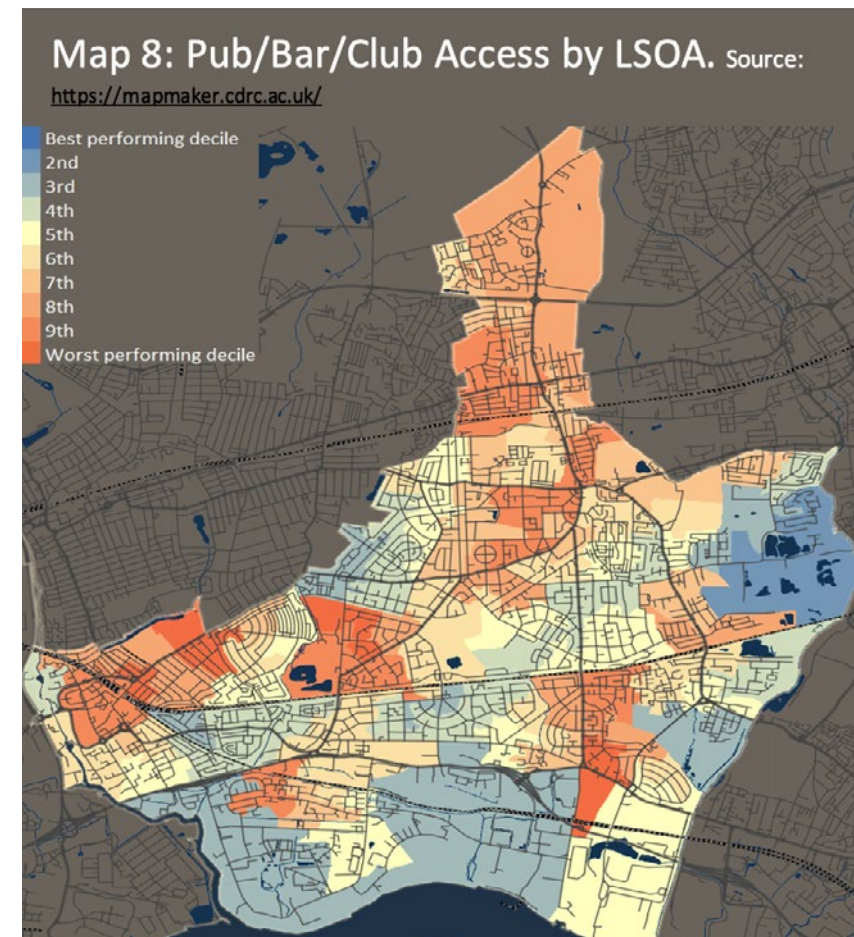 Map 8: Pub/Bar/Club Access by LSOA. Source:
https://mapmaker.cdrc.ac.uk/
Best performing decile
2nd
3rd
4th
5th
6th
7th
8th
9th
Worst performing decile